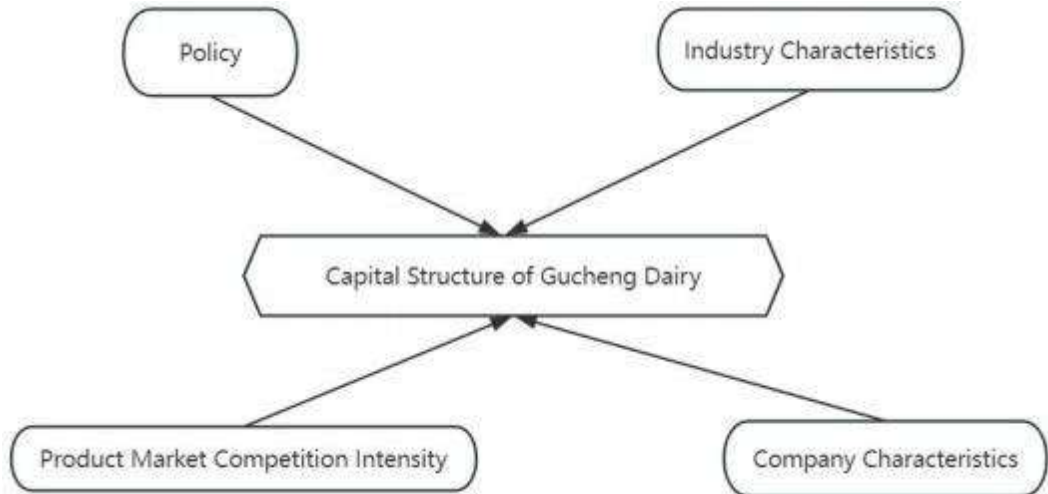 Policy
Industry Characteristics
Capital Structure of Gucheng Dairy
Product Market Competition Intensity
Company Characteristics